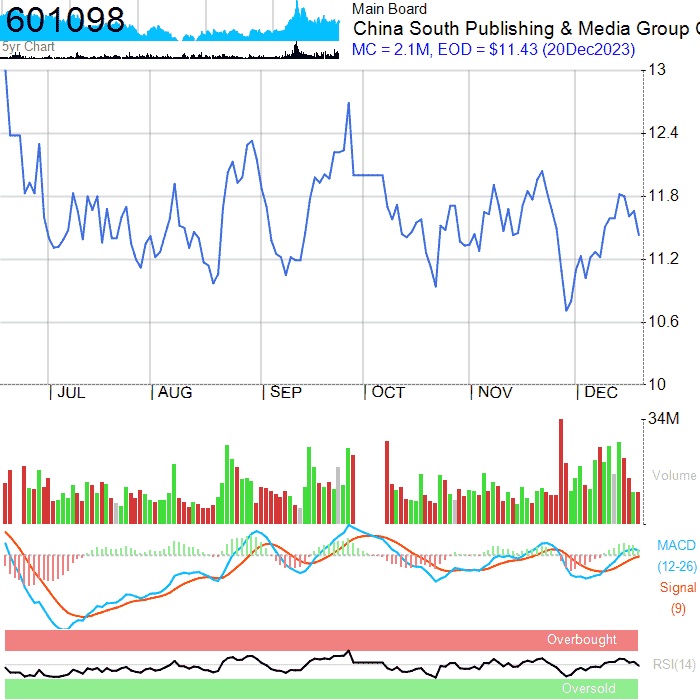 601098
5yr Chart
Main Board
China South Publishing & Media Group C
MC = 2.1M, EOD = $11.43 (20Dec2023)
13
12.4
11.8
11.2
10.6
10
JUL AUG SEP OCT NOV DEC
34M
Volume
MACD
(12-26)
Signal
(9)
Overbought
RSI(14)
Oversold